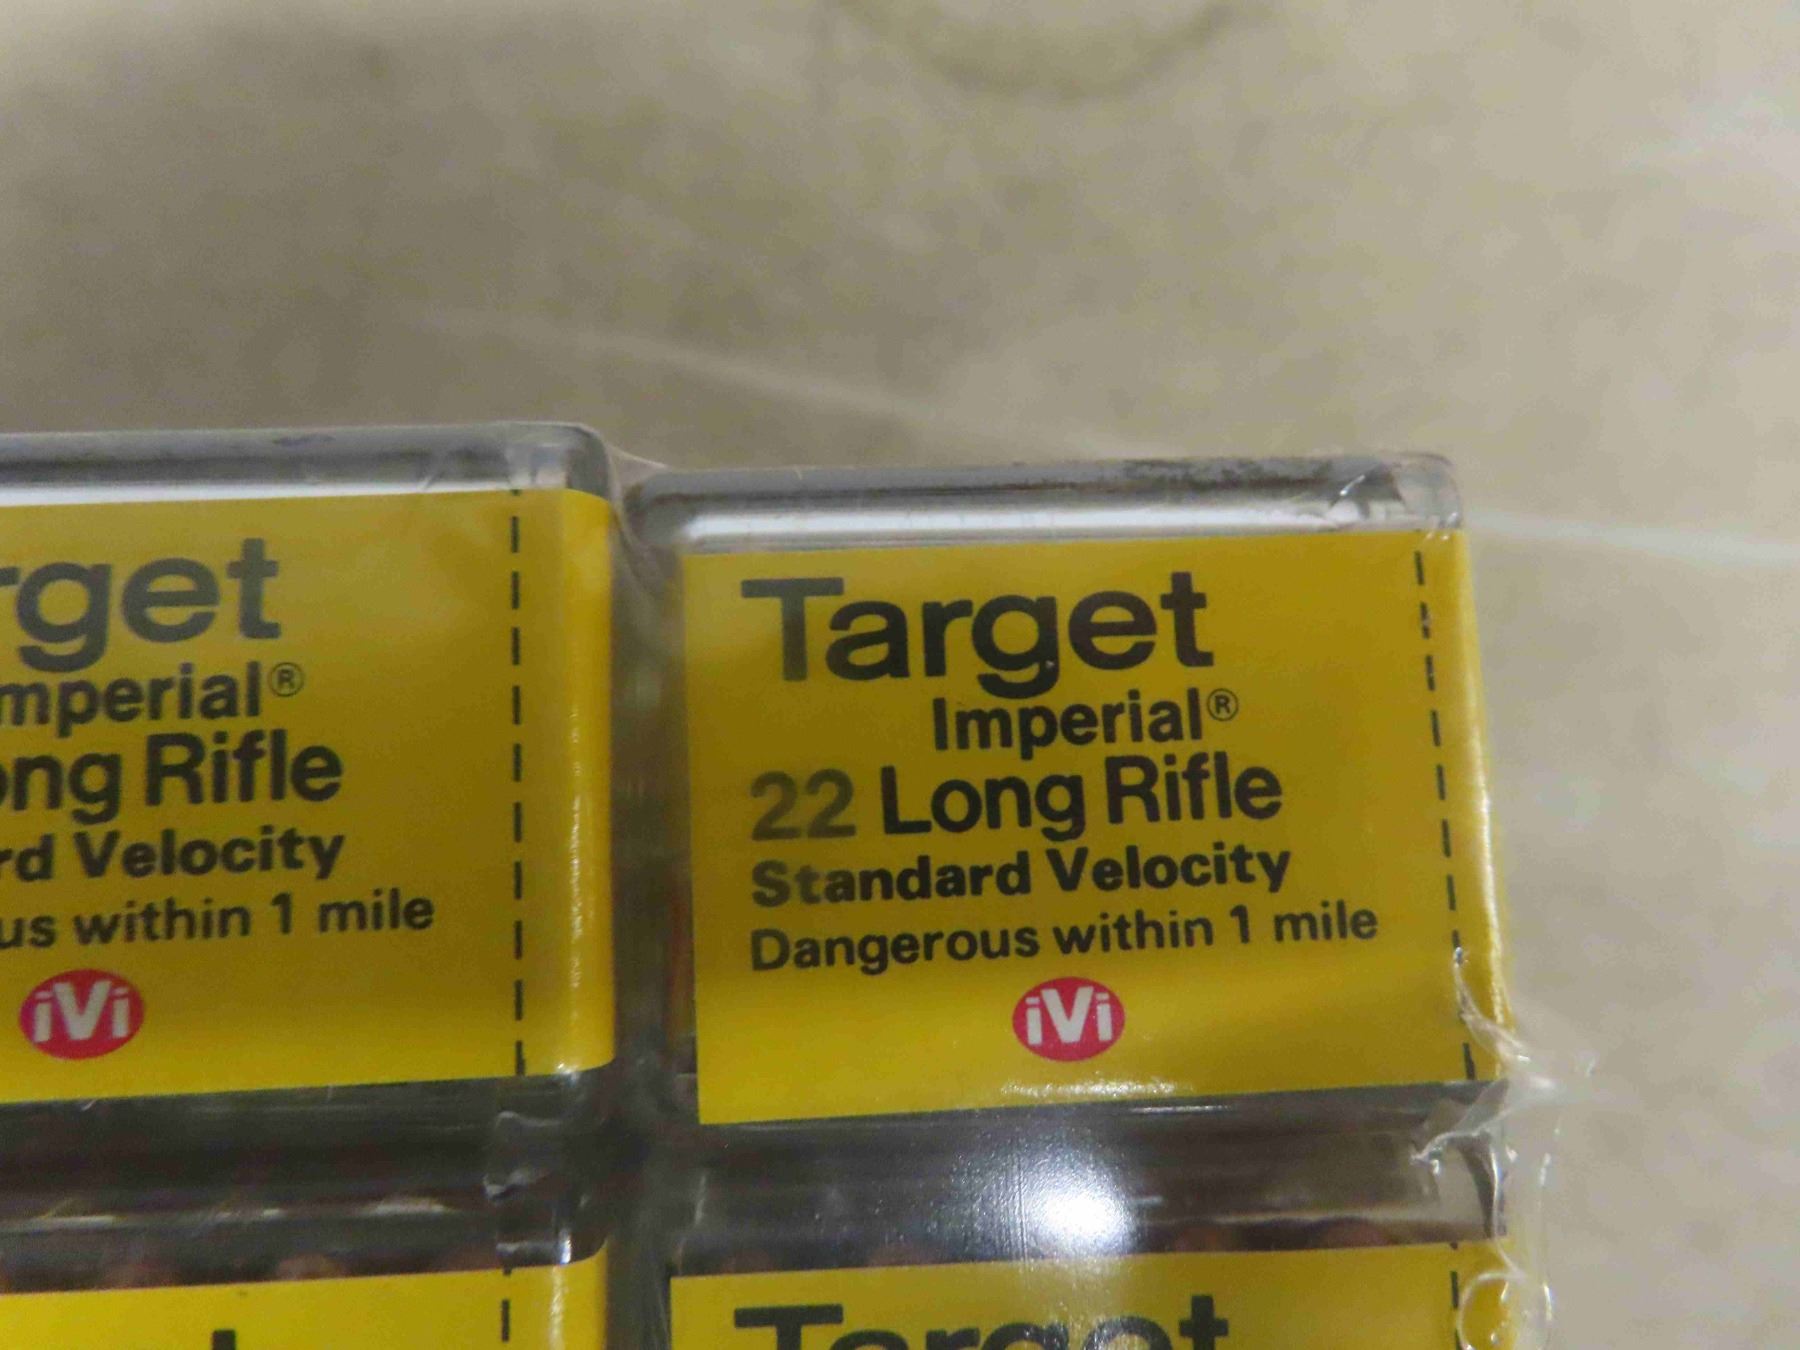 rget
mperial®
ong Rifle
rd Velocity
us within 1 mile
iVi
Target
Imperial®
22 Long Rifle
Standard Velocity
Dangerous within 1 mile
iVi
Target